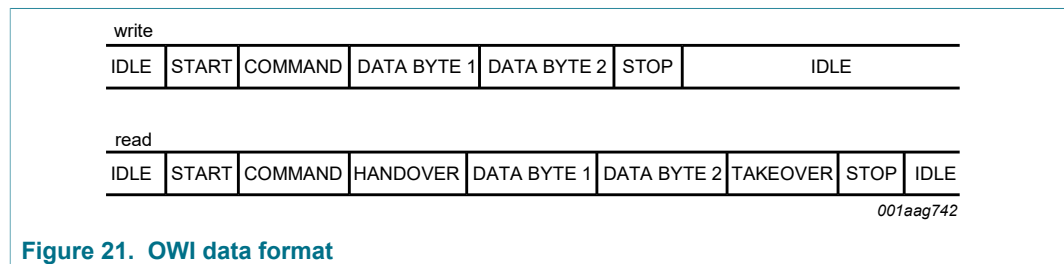 write
IDLE START COMMAND DATA BYTE 1 DATA BYTE 2 STOP IDLE
read
IDLE START COMMAND HANDOVER DATA BYTE 1 DATA BYTE 2 TAKEOVER STOP IDLE
001aag742
Figure 21. OWI data format